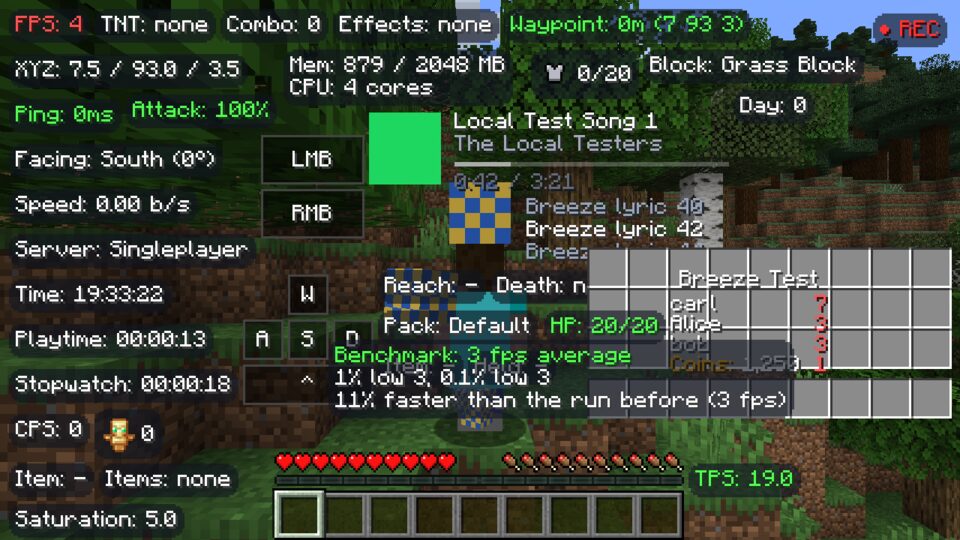 FPS: 4 TNT: none Combo: 0 Effects: none Waypoint: 0m (7 93 3) REC
XYZ: 7.5 / 93.0 / 3.5
Mem: 879 / 2048 MB
CPU: 4 cores
0/20
Block: Grass Block
Ping: 0ms Attack: 100%
Day: 0
Local Test Song 1
The Local Testers
0:42 / 3:21
Facing: South (0°)
LMB
Speed: 0.00 b/s
RMB
Breeze lyric 40
Breeze lyric 42
Breeze lyric
Server: Singleplayer
Time: 19:33:22
W
Reach: - Death: n
Breeze Test
carl 7
Alice 3
bob 3
Coins: 1,250 1
Playtime: 00:00:13
A S D
Pack: Default HP: 20/20
Benchmark: 3 fps average
1% low 3, 0.1% low 3
11% faster than the run before (3 fps)
Stopwatch: 00:00:18
^
CPS: 0
0
Item: - Items: none
TPS: 19.0
Saturation: 5.0